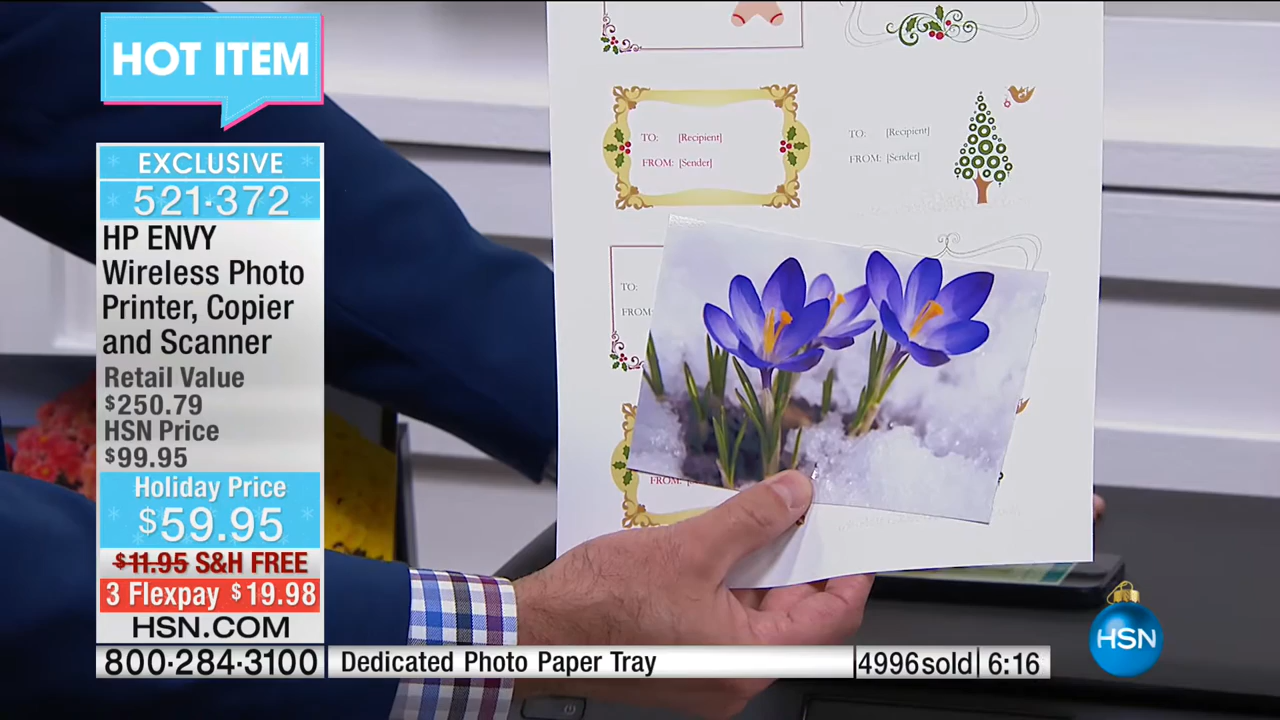 HOT ITEM
EXCLUSIVE
521·372
HP ENVY
Wireless Photo
Printer, Copier
and Scanner
Retail Value
$250.79
HSN Price
$99.95
Holiday Price
$59.95
$11.95 S&H FREE
3 Flexpay $19.98
HSN.COM
800·284·3100
Dedicated Photo Paper Tray
4996sold
6:16
HSN
TO: [Recipient]
FROM: [Sender]
TO: [Recipient]
FROM: [Sender]
TO:
FROM:
FROM: